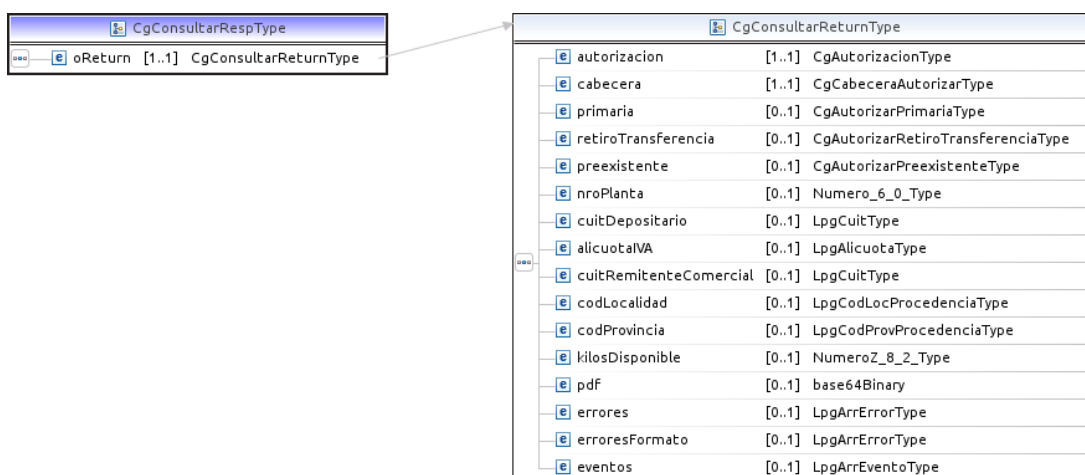 CgConsultarRespType
e oReturn [1..1] CgConsultarReturnType
CgConsultarReturnType
e autorizacion [1..1] CgAutorizacionType
e cabecera [1..1] CgCabeceraAutorizarType
e primaria [0..1] CgAutorizarPrimariaType
e retiroTransferencia [0..1] CgAutorizarRetiroTransferenciaType
e preexistente [0..1] CgAutorizarPreexistenteType
e nroPlanta [0..1] Numero_6_0_Type
e cuitDepositario [0..1] LpgCuitType
e alicuotaIVA [0..1] LpgAlicuotaType
e cuitRemitenteComercial [0..1] LpgCuitType
e codLocalidad [0..1] LpgCodLocProcedenciaType
e codProvincia [0..1] LpgCodProvProcedenciaType
e kilosDisponible [0..1] NumeroZ_8_2_Type
e pdf [0..1] base64Binary
e errores [0..1] LpgArrErrorType
e erroresFormato [0..1] LpgArrErrorType
e eventos [0..1] LpgArrEventoType